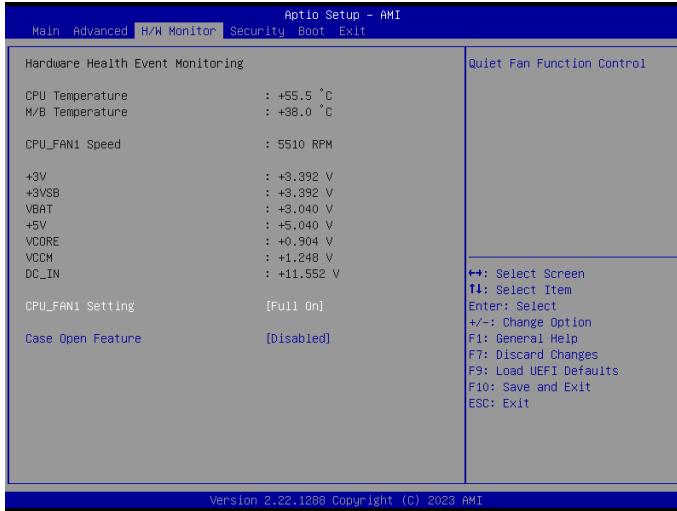 Aptio Setup - AMI
Main Advanced H/W Monitor Security Boot Exit
Hardware Health Event Monitoring
CPU Temperature : +55.5 °C
M/B Temperature : +38.0 °C
CPU_FAN1 Speed : 5510 RPM
+3V : +3.392 V
+3VSB : +3.392 V
VBAT : +3.040 V
+5V : +5.040 V
VCORE : +0.904 V
VCCM : +1.248 V
DC_IN : +11.552 V
CPU_FAN1 Setting [Full On]
Case Open Feature [Disabled]
Quiet Fan Function Control
↔: Select Screen
↑↓: Select Item
Enter: Select
+/-: Change Option
F1: General Help
F7: Discard Changes
F9: Load UEFI Defaults
F10: Save and Exit
ESC: Exit
Version 2.22.1288 Copyright (C) 2023 AMI